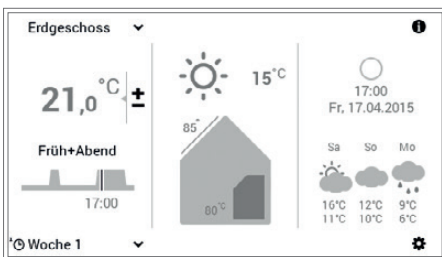 Erdgeschoss
21,0 °C ±
Früh+Abend
17:00
Woche 1
15°C
85°
60°C
17:00
Fr, 17.04.2015
Sa So Mo
16°C 12°C 9°C
11°C 10°C 6°C